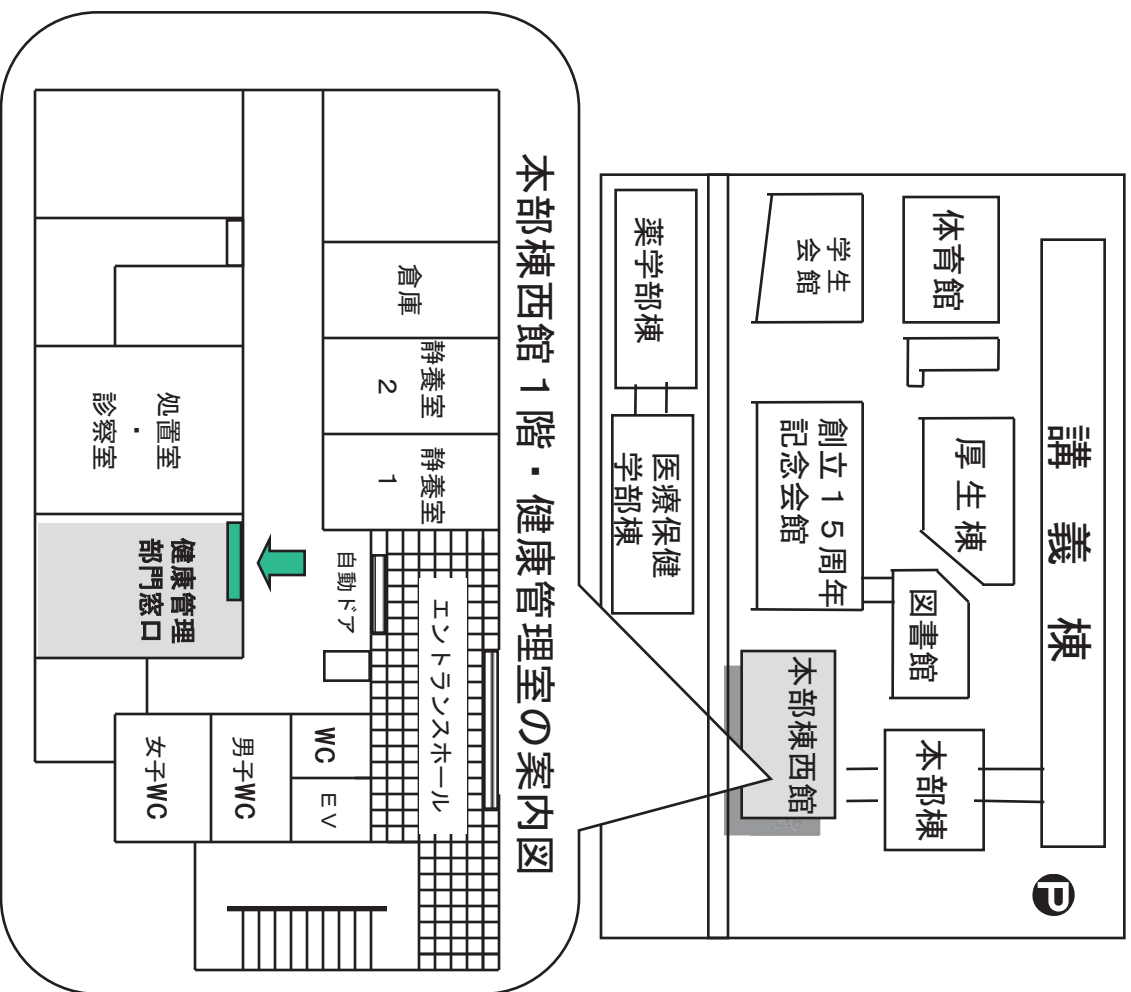 講義棟
P
体育館
厚生棟
図書館
本部棟
学生
会館
創立15周年
記念会館
本部棟西館
薬学部棟
医療保健
学部棟
本部棟西館1階・健康管理室の案内図
倉庫
静養室
2
静養室
1
エントランスホール
自動ドア
WC
EV
男子WC
女子WC
処置室
・
診察室
健康管理
部門窓口